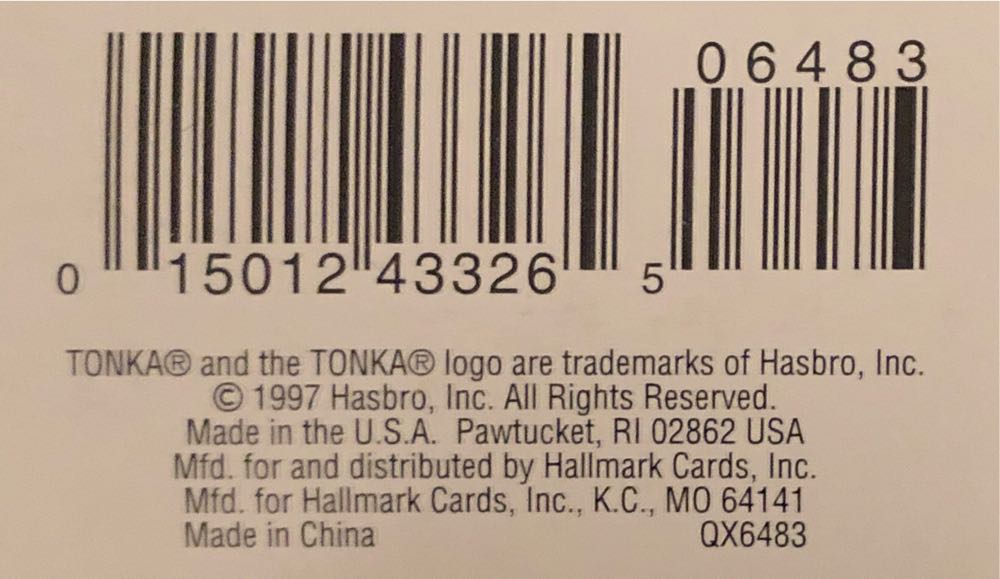 06483
0 15012 43326 5
TONKA® and the TONKA® logo are trademarks of Hasbro, Inc.
© 1997 Hasbro, Inc. All Rights Reserved.
Made in the U.S.A. Pawtucket, RI 02862 USA
Mfd. for and distributed by Hallmark Cards, Inc.
Mfd. for Hallmark Cards, Inc., K.C., MO 64141
Made in China QX6483